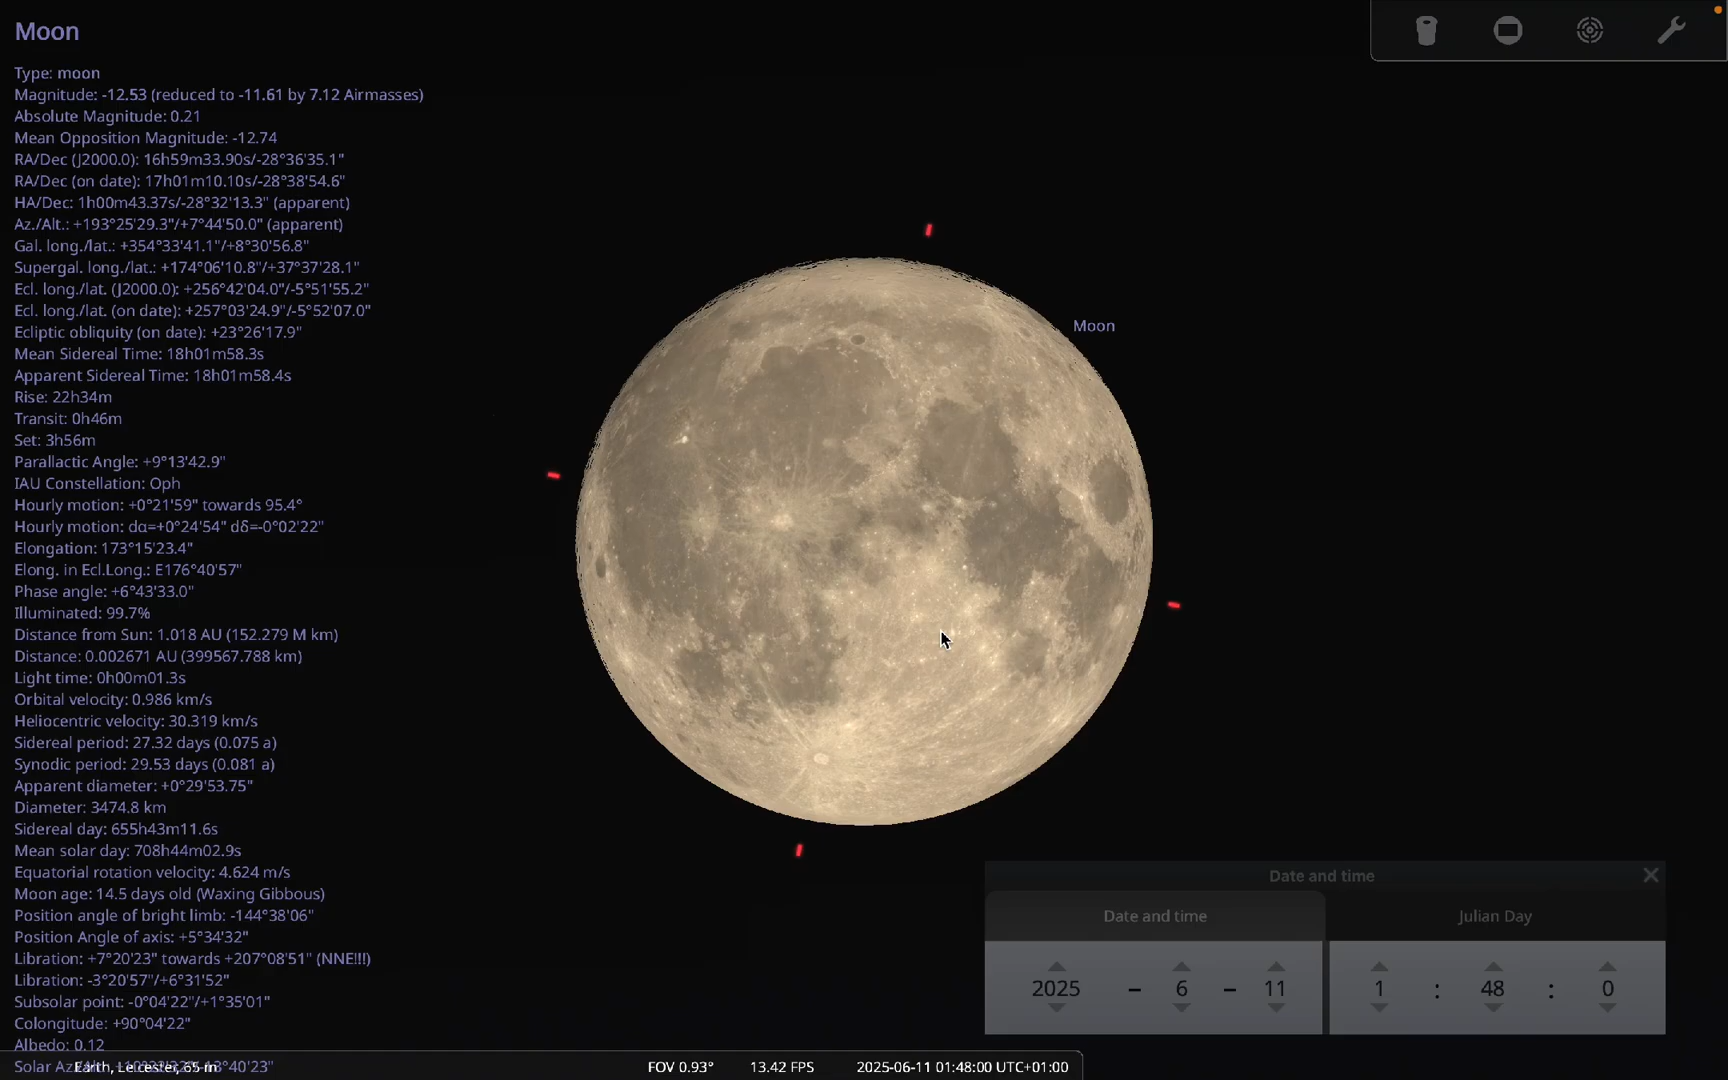 Moon
Type: moon
Magnitude: -12.53 (reduced to -11.61 by 7.12 Airmasses)
Absolute Magnitude: 0.21
Mean Opposition Magnitude: -12.74
RA/Dec (J2000.0): 16h59m33.90s/-28°36'35.1"
RA/Dec (on date): 17h01m10.10s/-28°38'54.6"
HA/Dec: 1h00m43.37s/-28°32'13.3" (apparent)
Az./Alt.: +193°25'29.3"/+7°44'50.0" (apparent)
Gal. long./lat.: +354°33'41.1"/+8°30'56.8"
Supergal. long./lat.: +174°06'10.8"/+37°37'28.1"
Ecl. long./lat. (J2000.0): +256°42'04.0"/-5°51'55.2"
Ecl. long./lat. (on date): +257°03'24.9"/-5°52'07.0"
Ecliptic obliquity (on date): +23°26'17.9"
Mean Sidereal Time: 18h01m58.3s
Apparent Sidereal Time: 18h01m58.4s
Rise: 22h34m
Transit: 0h46m
Set: 3h56m
Parallactic Angle: +9°13'42.9"
IAU Constellation: Oph
Hourly motion: +0°21'59" towards 95.4°
Hourly motion: dα=+0°24'54" dδ=-0°02'22"
Elongation: 173°15'23.4"
Elong. in Ecl.Long.: E176°40'57"
Phase angle: +6°43'33.0"
Illuminated: 99.7%
Distance from Sun: 1.018 AU (152.279 M km)
Distance: 0.002671 AU (399567.788 km)
Light time: 0h00m01.3s
Orbital velocity: 0.986 km/s
Heliocentric velocity: 30.319 km/s
Sidereal period: 27.32 days (0.075 a)
Synodic period: 29.53 days (0.081 a)
Apparent diameter: +0°29'53.75"
Diameter: 3474.8 km
Sidereal day: 655h43m11.6s
Mean solar day: 708h44m02.9s
Equatorial rotation velocity: 4.624 m/s
Moon age: 14.5 days old (Waxing Gibbous)
Position angle of bright limb: -144°38'06"
Position Angle of axis: +5°34'32"
Libration: +7°20'23" towards +207°08'51" (NNE!!!)
Libration: -3°20'57"/+6°31'52"
Subsolar point: -0°04'22"/+1°35'01"
Colongitude: +90°04'22"
Albedo: 0.12
Solar Az
Earth, Leicester, 65 m
FOV 0.93°
13.42 FPS
2025-06-11 01:48:00 UTC+01:00
Moon
Date and time
Date and time
Julian Day
2025 – 6 – 11
1 : 48 : 0